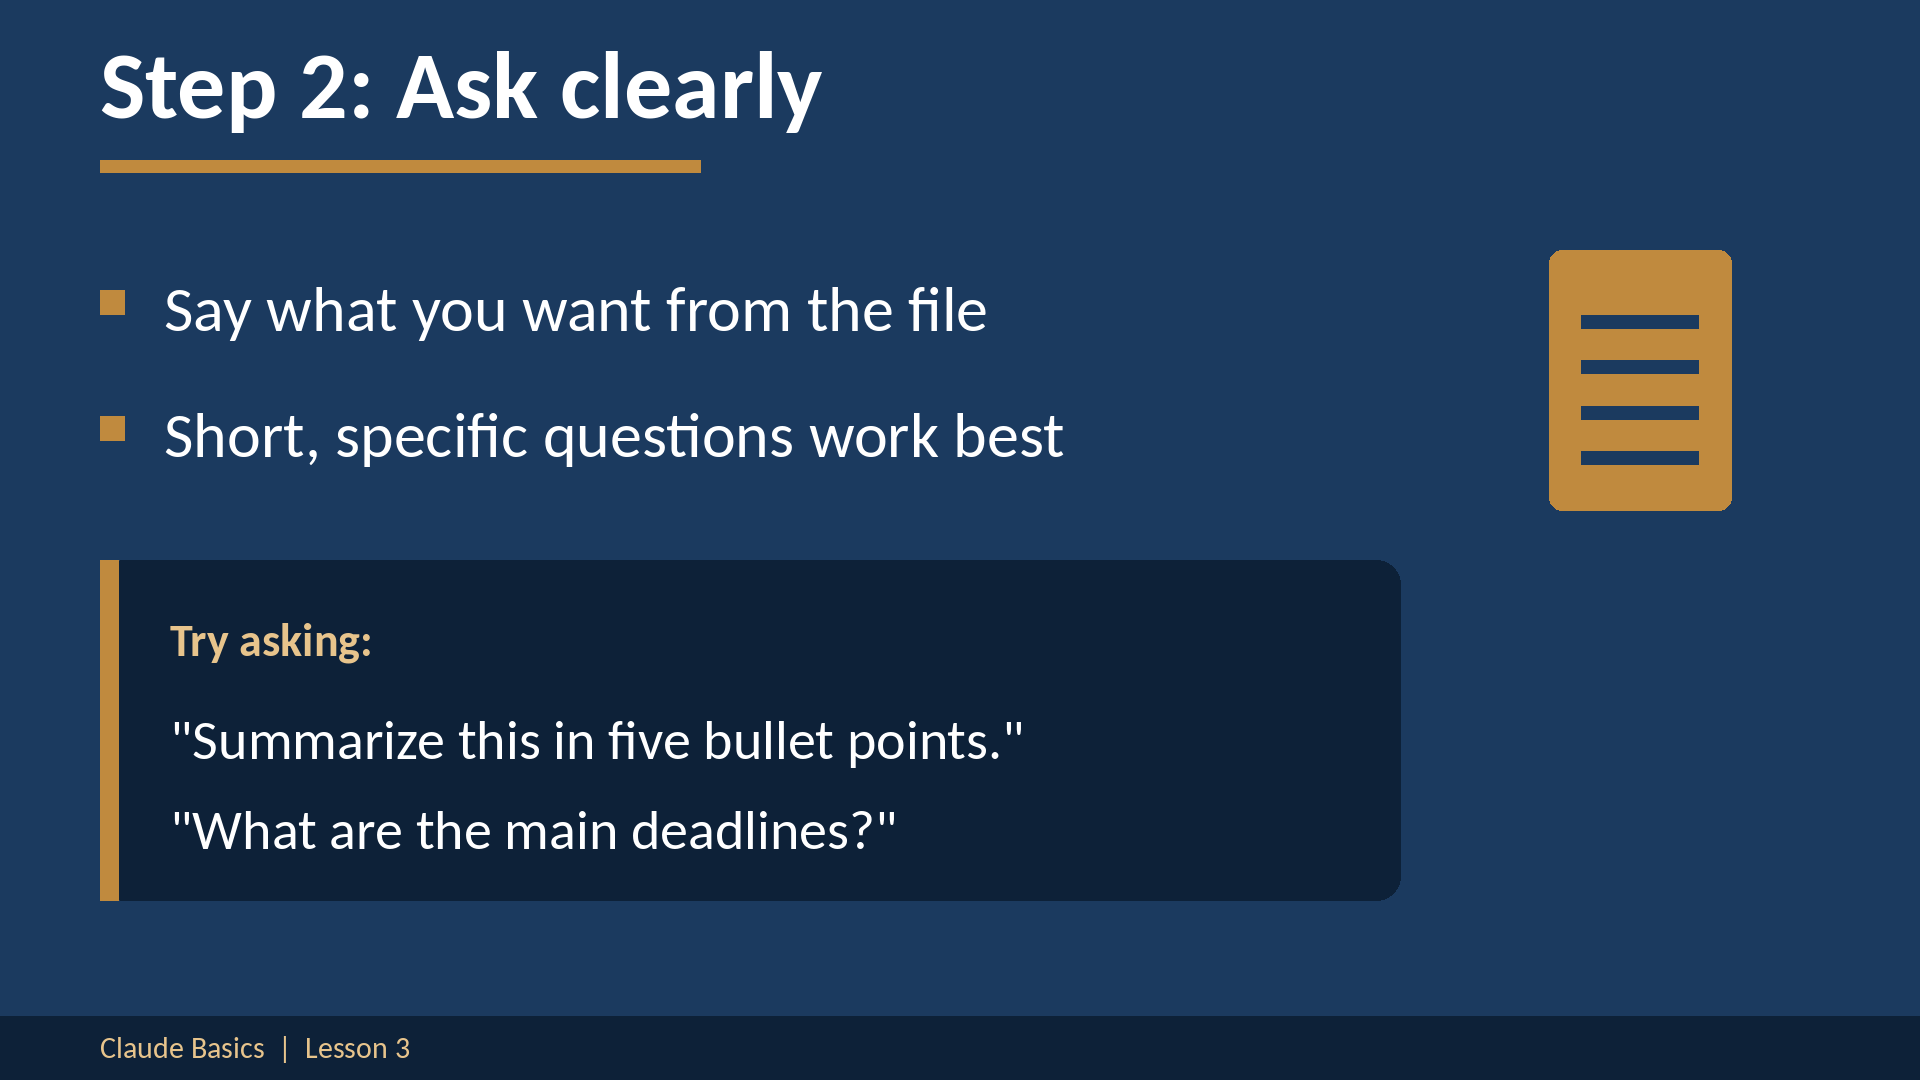 Step 2: Ask clearly
Say what you want from the file
Short, specific questions work best
Try asking:
"Summarize this in five bullet points."
"What are the main deadlines?"
Claude Basics | Lesson 3